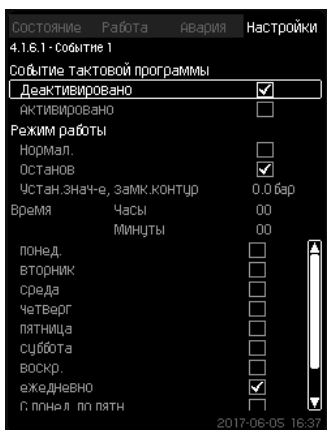 Состояние Работа Авария Настройки
4.1.6.1 - Событие 1
Событие тактовой программы
Деактивировано
Активировано
Режим работы
Нормал.
Останов
Устан.знач-е, замк.контур 0.0 бар
Время Часы 00
Минуты 00
понед.
вторник
среда
четверг
пятница
суббота
воскр.
ежедневно
С понед. по пятн
2017-06-05 16:37